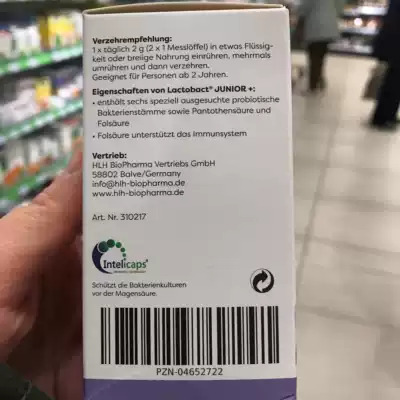 Verzehrempfehlung:
1 x täglich 2 g (2 x 1 Messlöffel) in etwas Flüssig-
keit oder breiige Nahrung einrühren, mehrmals
umrühren und dann verzehren.
Geeignet für Personen ab 2 Jahren.
Eigenschaften von Lactobact® JUNIOR +:
• enthält sechs speziell ausgesuchte probiotische
Bakterienstämme sowie Pantothensäure und
Folsäure
• Folsäure unterstützt das Immunsystem
Vertrieb:
HLH BioPharma Vertriebs GmbH
58802 Balve/Germany
info@hlh-biopharma.de
www.hlh-biopharma.de
Art. Nr. 310217
Intelicaps®
Schützt die Bakterienkulturen
vor der Magensäure.
PZN-04652722